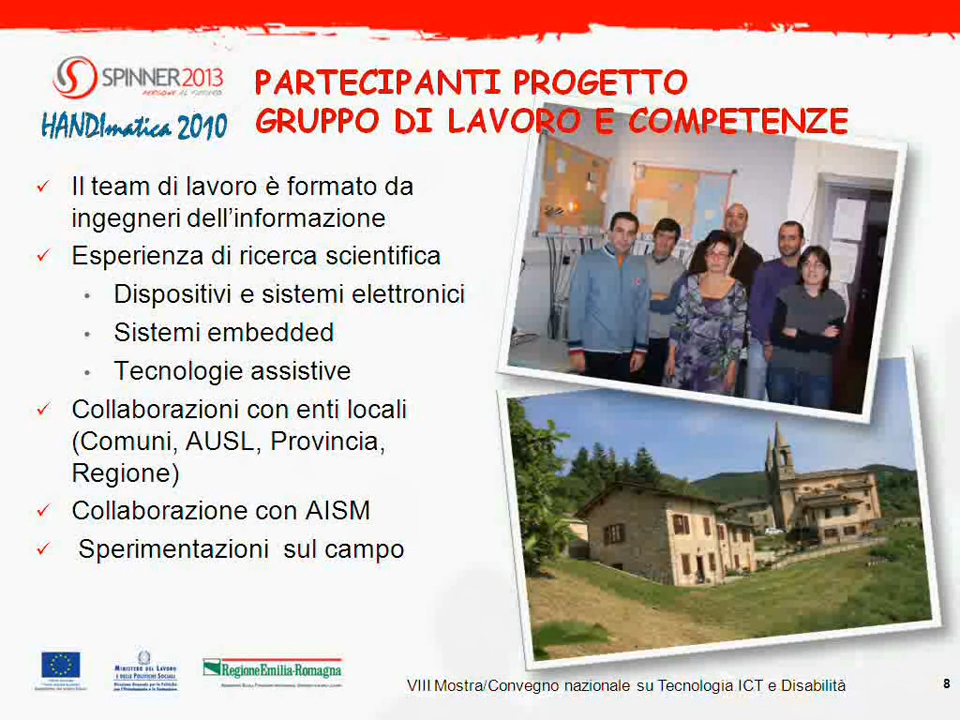 SPINNER2013
HANDImatica 2010
PARTECIPANTI PROGETTO
GRUPPO DI LAVORO E COMPETENZE
Il team di lavoro è formato da
ingegneri dell'informazione
Esperienza di ricerca scientifica
Dispositivi e sistemi elettronici
Sistemi embedded
Tecnologie assistive
Collaborazioni con enti locali
(Comuni, AUSL, Provincia,
Regione)
Collaborazione con AISM
Sperimentazioni sul campo
MINISTERO DEL LAVORO
E DELLE POLITICHE SOCIALI
RegioneEmilia-Romagna
VIII Mostra/Convegno nazionale su Tecnologia ICT e Disabilità
8